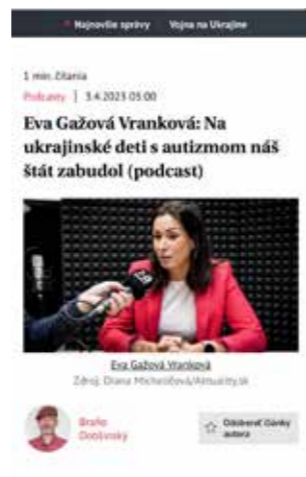 Najnovšie správy Vojna na Ukrajine
1 min. čítania
Podcasty | 3.4.2023 05:00
Eva Gažová Vranková: Na
ukrajinské deti s autizmom náš
štát zabudol (podcast)
Eva Gažová Vranková
Zdroj: Diana Michaličová/Aktuality.sk
Braňo
Dobšinský
Odoberať články
autora